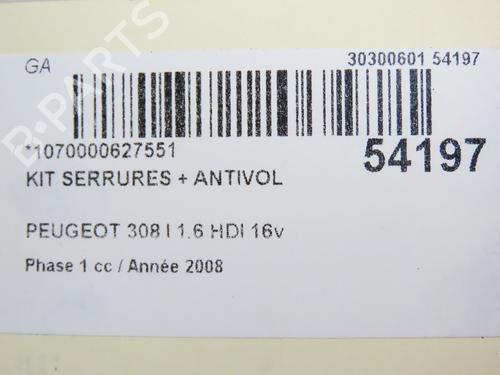 GA
30300601 54197
*1070000627551
54197
KIT SERRURES + ANTIVOL
PEUGEOT 308 I 1.6 HDI 16v
Phase 1 cc / Année 2008
B-PARTS